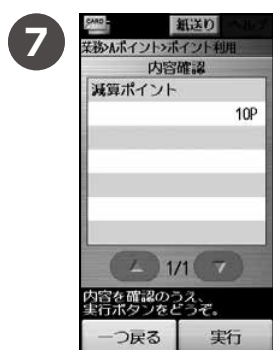 7
CARD
紙送り
ヘルプ
業務>Aポイント>ポイント利用
内容確認
減算ポイント
10P
1/1
内容を確認のうえ、
実行ボタンをどうぞ。
一つ戻る
実行